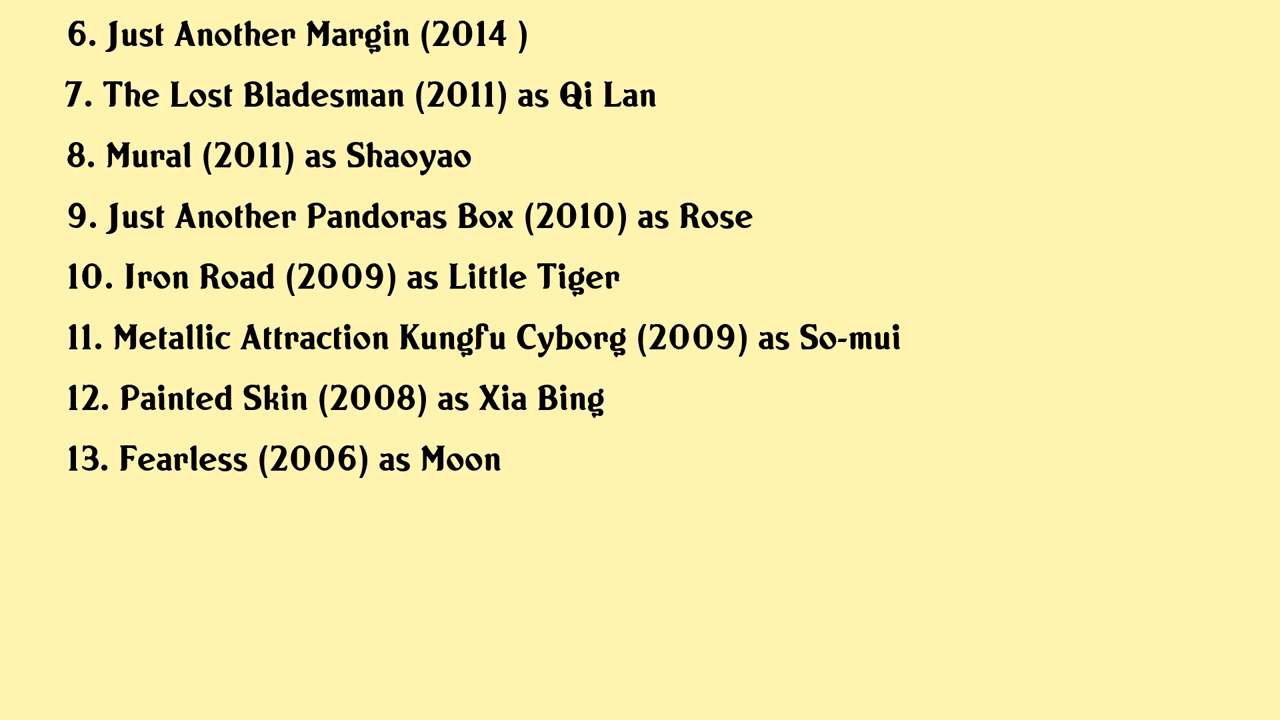 6. Just Another Margin (2014 )
7. The Lost Bladesman (2011) as Qi Lan
8. Mural (2011) as Shaoyao
9. Just Another Pandoras Box (2010) as Rose
10. Iron Road (2009) as Little Tiger
11. Metallic Attraction Kungfu Cyborg (2009) as So-mui
12. Painted Skin (2008) as Xia Bing
13. Fearless (2006) as Moon